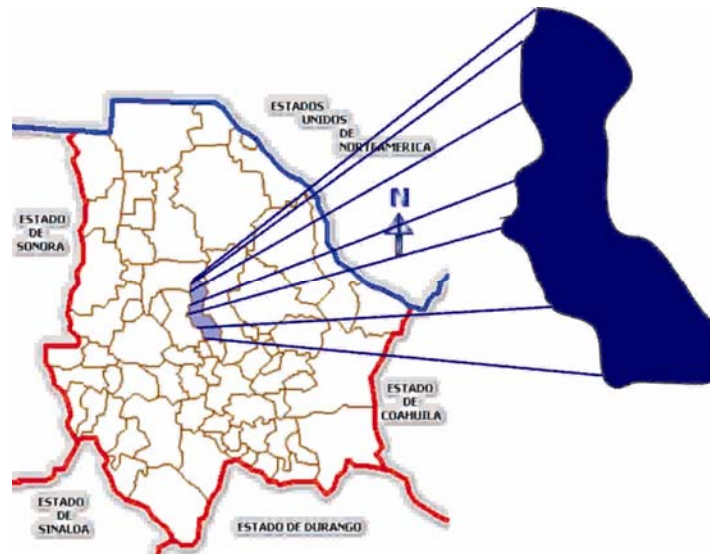 ESTADOS
UNIDOS
DE
NORTEAMERICA
N
ESTADO
DE
SONORA
ESTADO
DE
COAHUILA
ESTADO
DE
SINALOA
ESTADO DE DURANGO